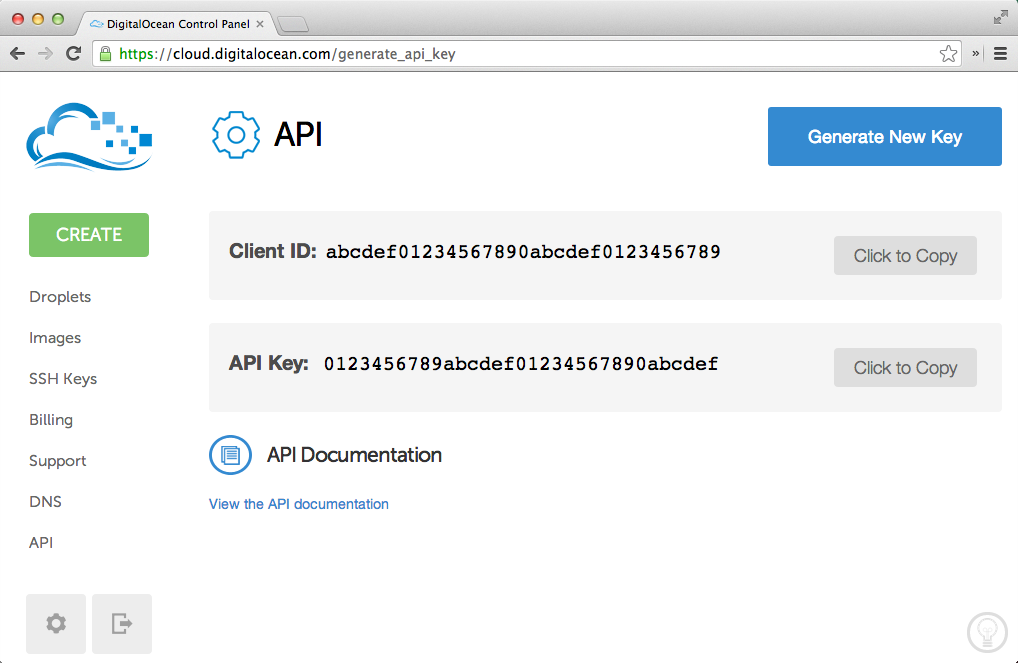 DigitalOcean Control Panel
https://cloud.digitalocean.com/generate_api_key
API
Generate New Key
CREATE
Client ID: abcdef01234567890abcdef0123456789
Click to Copy
Droplets
Images
API Key: 0123456789abcdef01234567890abcdef
Click to Copy
SSH Keys
Billing
API Documentation
Support
View the API documentation
DNS
API